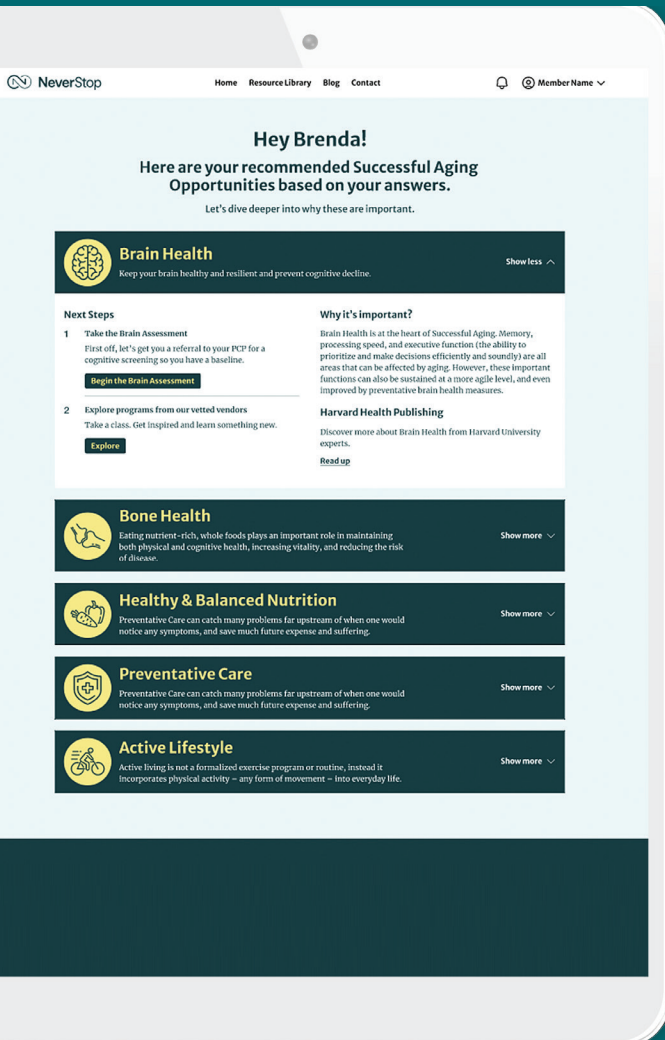 NeverStop
Home Resource Library Blog Contact
Member Name
Hey Brenda!
Here are your recommended Successful Aging
Opportunities based on your answers.
Let's dive deeper into why these are important.
Brain Health
Keep your brain healthy and resilient and prevent cognitive decline.
Show less
Next Steps
1 Take the Brain Assessment
First off, let's get you a referral to your PCP for a
cognitive screening so you have a baseline.
Begin the Brain Assessment
2 Explore programs from our vetted vendors
Take a class. Get inspired and learn something new.
Explore
Why it's important?
Brain Health is at the heart of Successful Aging. Memory,
processing speed, and executive function (the ability to
prioritize and make decisions efficiently and soundly) are all
areas that can be affected by aging. However, these important
functions can also be sustained at a more agile level, and even
improved by preventative brain health measures.
Harvard Health Publishing
Discover more about Brain Health from Harvard University
experts.
Read up
Bone Health
Eating nutrient-rich, whole foods plays an important role in maintaining
both physical and cognitive health, increasing vitality, and reducing the risk
of disease.
Show more
Healthy & Balanced Nutrition
Preventative Care can catch many problems far upstream of when one would
notice any symptoms, and save much future expense and suffering.
Show more
Preventative Care
Preventative Care can catch many problems far upstream of when one would
notice any symptoms, and save much future expense and suffering.
Show more
Active Lifestyle
Active living is not a formalized exercise program or routine, instead it
incorporates physical activity – any form of movement – into everyday life.
Show more